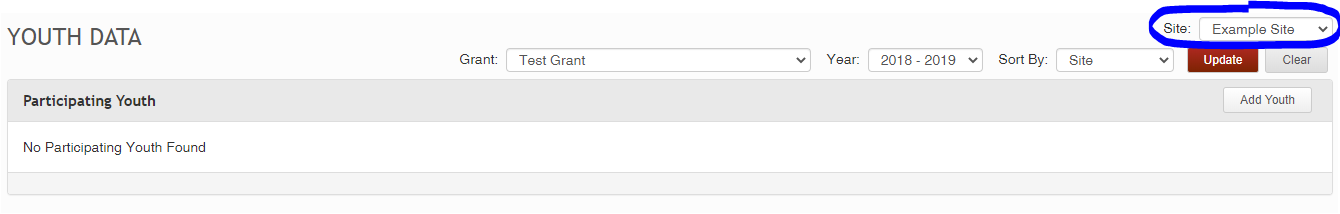 Site: Example Site
YOUTH DATA
Grant: Test Grant Year: 2018 - 2019 Sort By: Site Update Clear
Participating Youth Add Youth
No Participating Youth Found